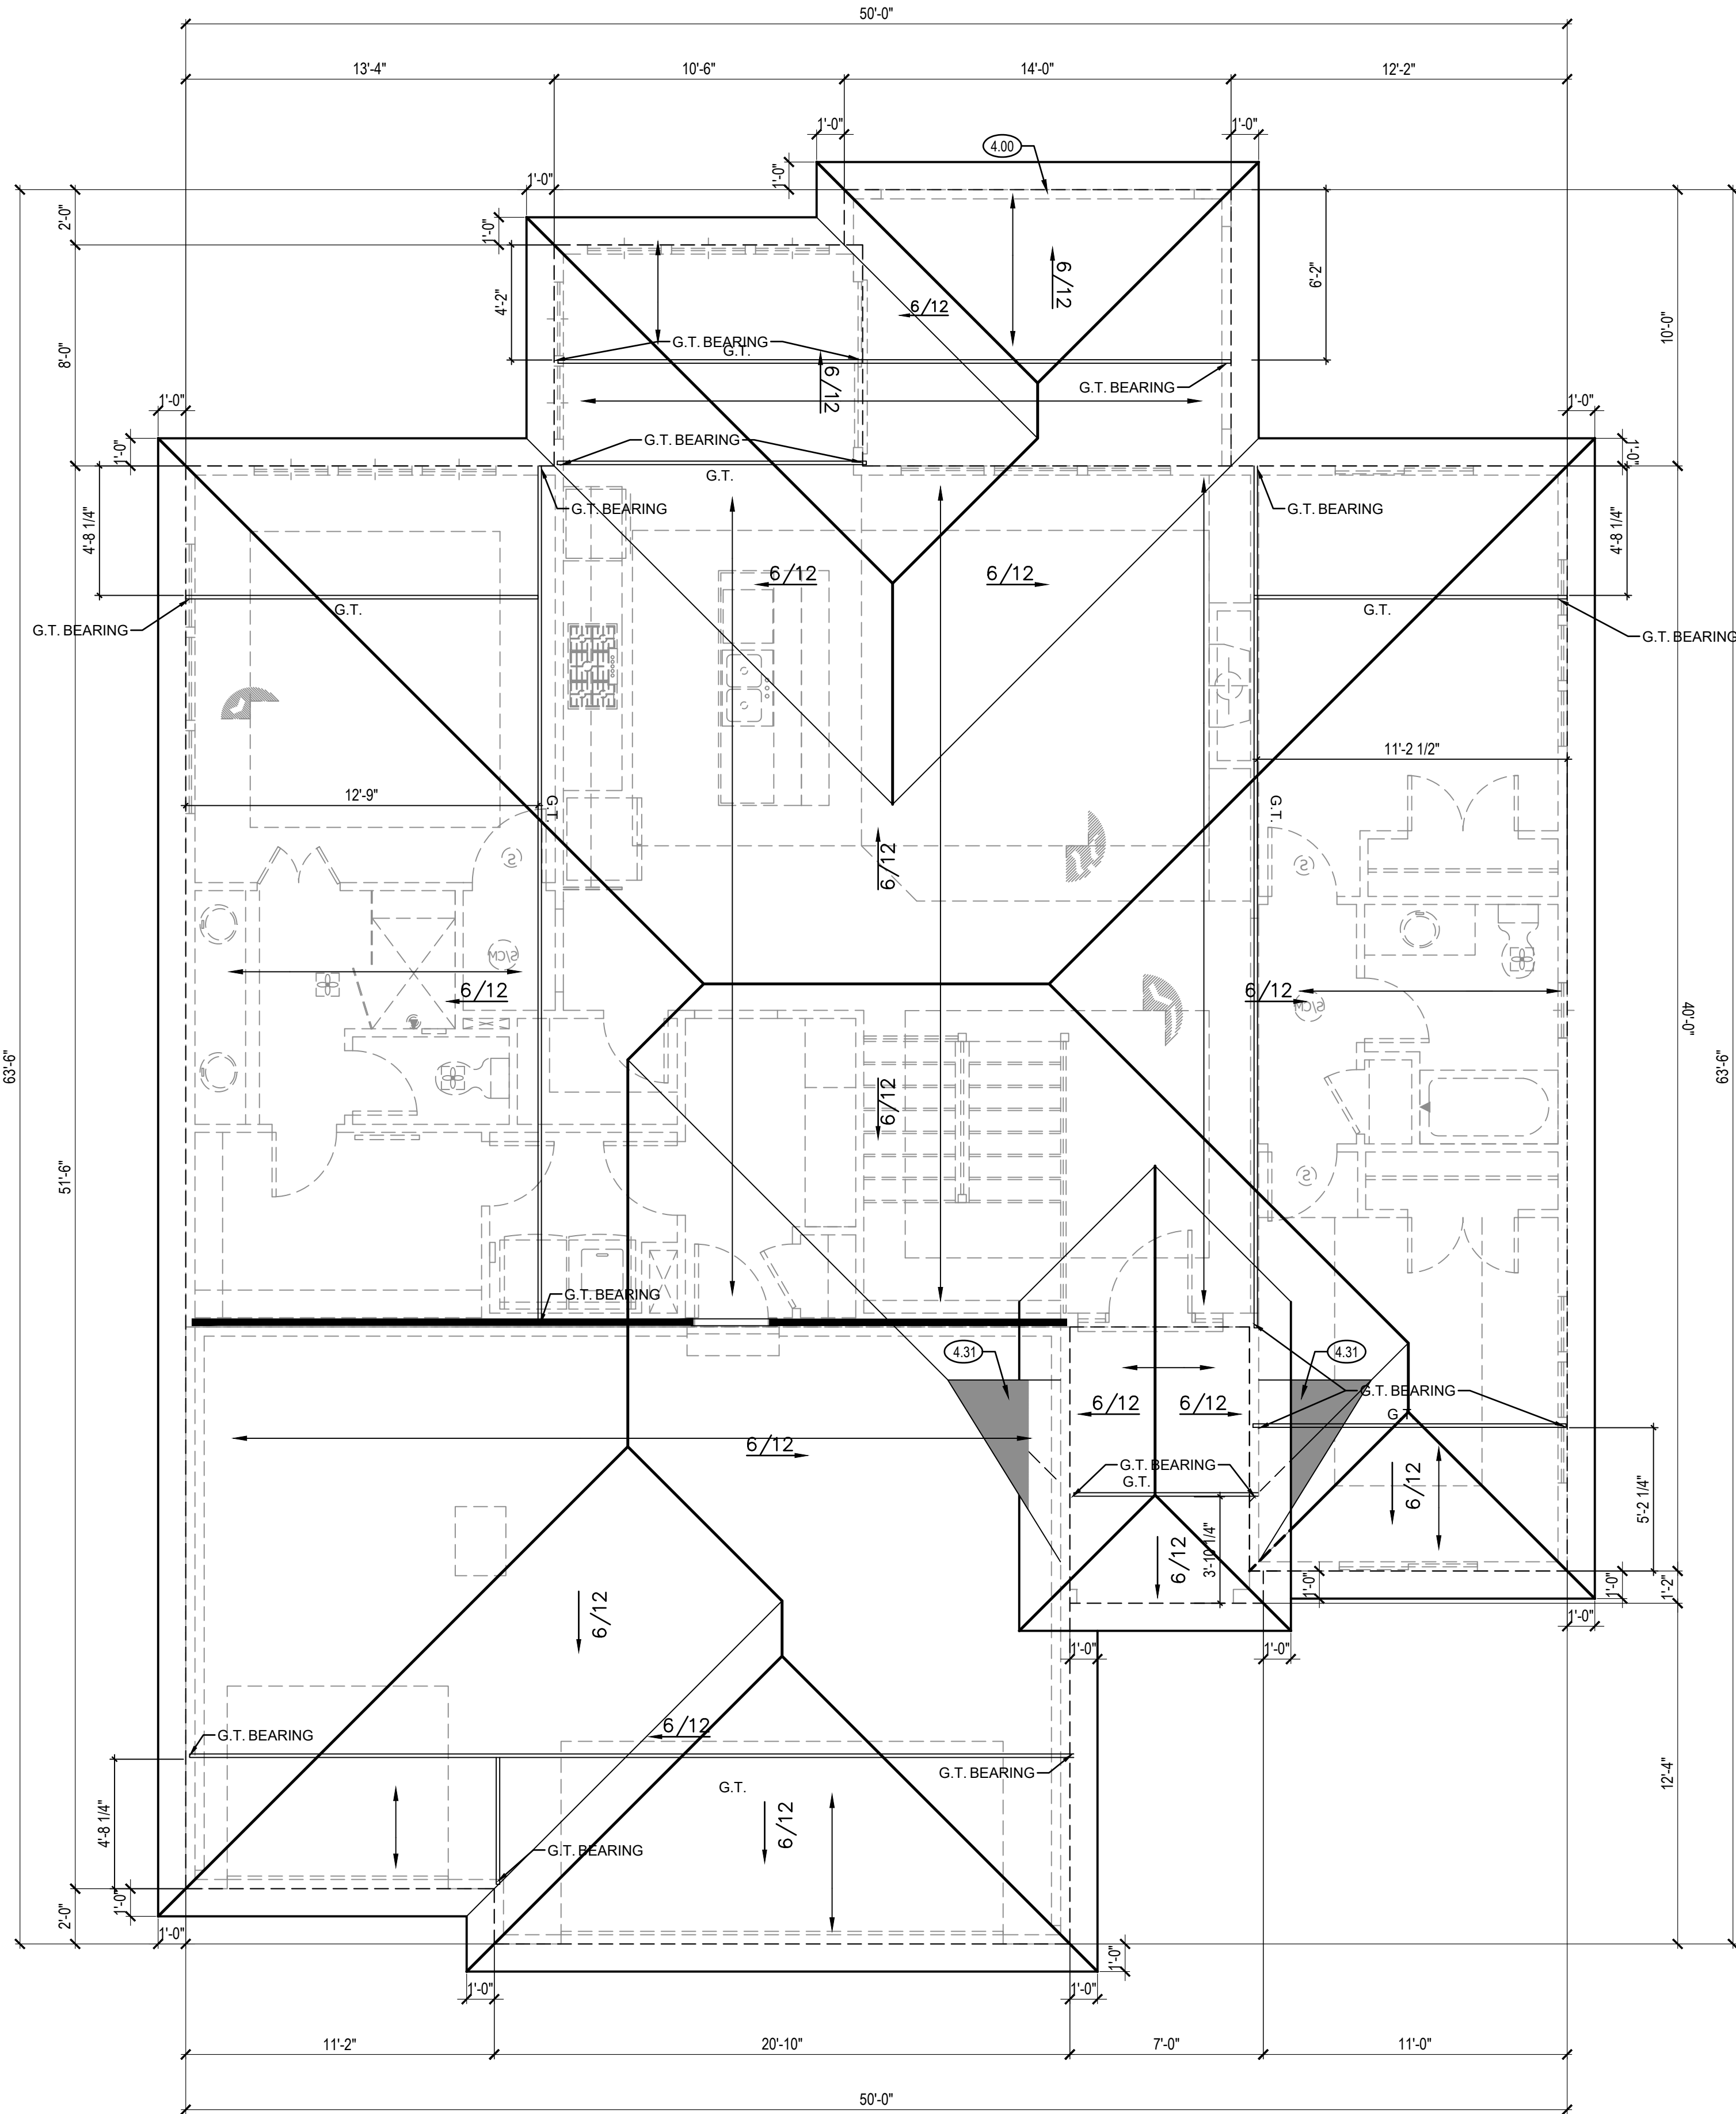 50'-0"
13'-4"
10'-6"
14'-0"
12'-2"
1'-0"
1'-0"
4.00
1'-0"
1'-0"
2'-0"
1'-0"
6/12
6'-2"
4'-2"
6/12
10'-0"
8'-0"
G.T. BEARING
G.T.
6/12
G.T. BEARING
1'-0"
1'-0"
1'-0"
G.T. BEARING
1'-0"
G.T.
G.T. BEARING
G.T. BEARING
4'-8 1/4"
4'-8 1/4"
6/12
6/12
G.T.
G.T.
G.T. BEARING
G.T. BEARING
11'-2 1/2"
12'-9"
G.T.
G.T.
6/12
S
S
S/CM
6/12
6/12
S/CM
40'-0"
63'-6"
63'-6"
6/12
51'-6"
S
G.T. BEARING
4.31
4.31
G.T. BEARING
6/12
6/12
G.T.
6/12
G.T. BEARING
G.T.
6/12
5'-2 1/4"
3'-10 1/4"
6/12
1'-0"
1'-0"
1'-2"
6/12
1'-0"
1'-0"
1'-0"
6/12
G.T. BEARING
G.T. BEARING
12'-4"
G.T.
6/12
4'-8 1/4"
G.T. BEARING
1'-0"
2'-0"
1'-0"
1'-0"
1'-0"
1'-0"
11'-2"
20'-10"
7'-0"
11'-0"
50'-0"